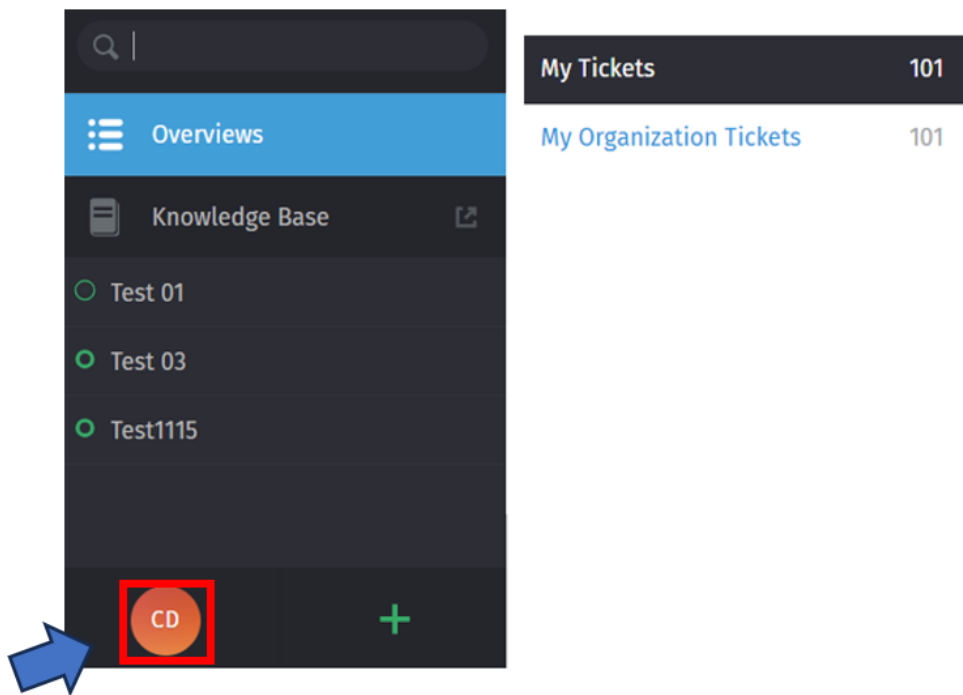 Overviews
Knowledge Base
Test 01
Test 03
Test1115
CD
My Tickets 101
My Organization Tickets 101